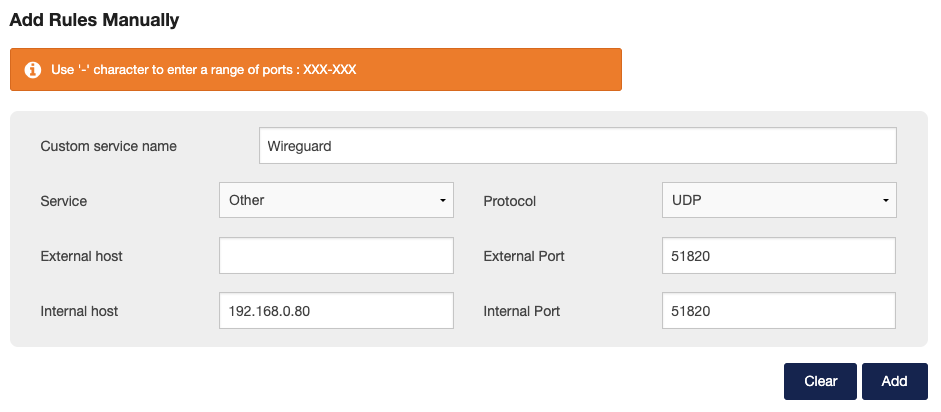 Add Rules Manually
Use '-' character to enter a range of ports : XXX-XXX
Custom service name Wireguard
Service Other Protocol UDP
External host External Port 51820
Internal host 192.168.0.80 Internal Port 51820
Clear Add